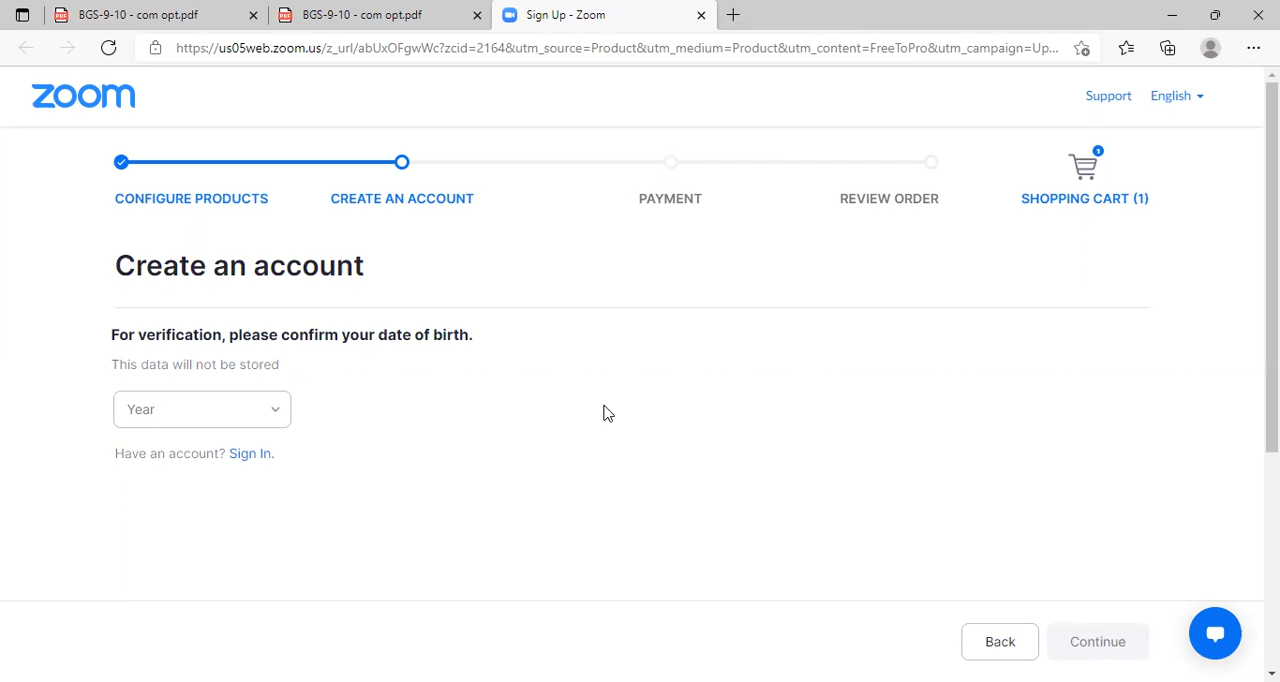 BGS-9-10 - com opt.pdf
BGS-9-10 - com opt.pdf
Sign Up - Zoom
https://us05web.zoom.us/z_url/abUxOFgwWc?zcid=2164&utm_source=Product&utm_medium=Product&utm_content=FreeToPro&utm_campaign=Up...
zoom
Support
English
1
CONFIGURE PRODUCTS
CREATE AN ACCOUNT
PAYMENT
REVIEW ORDER
SHOPPING CART (1)
Create an account
For verification, please confirm your date of birth.
This data will not be stored
Year
Have an account? Sign In.
Back
Continue